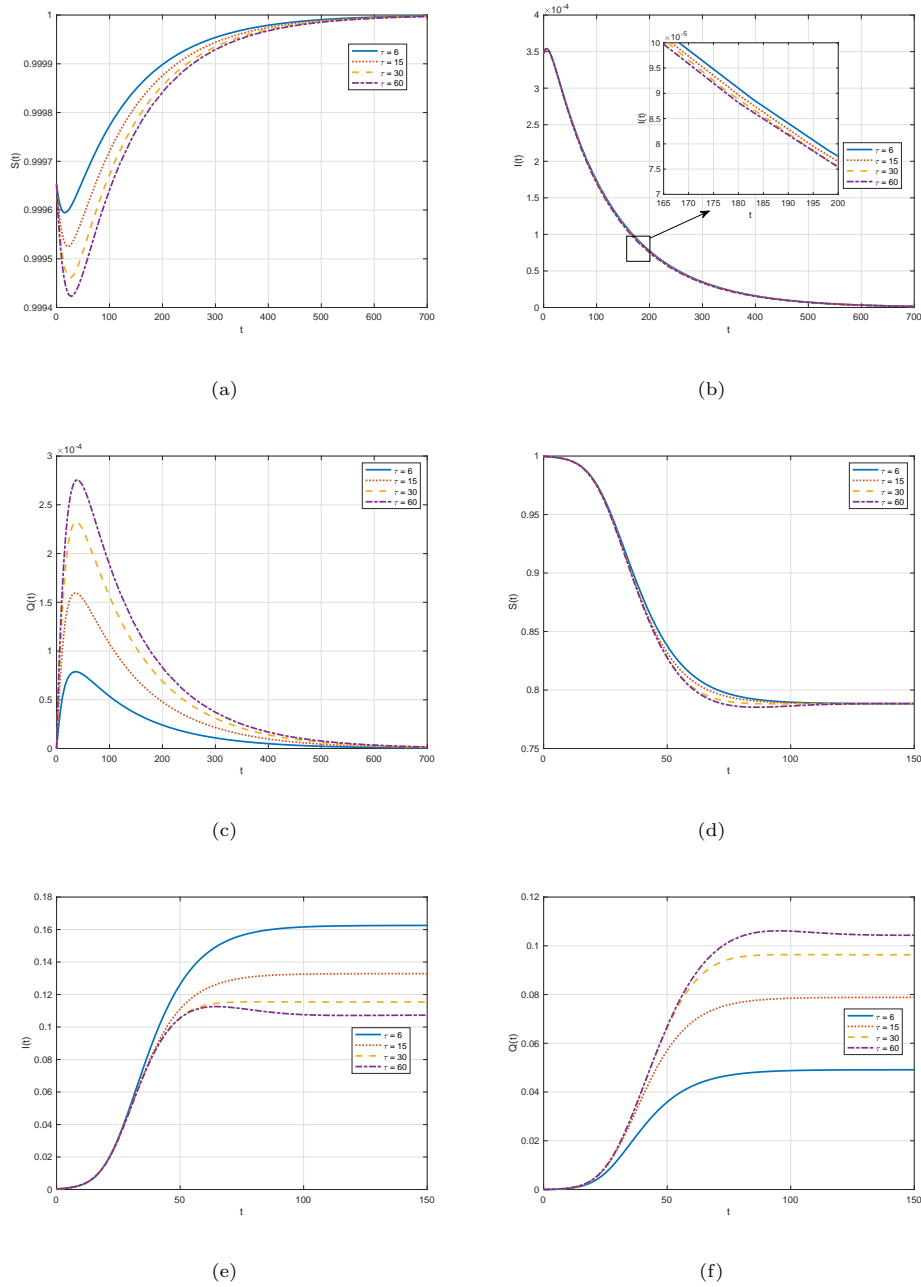 1
0.9999
0.9998
0.9997
0.9996
0.9995
0.9994
S(t)
0 100 200 300 400 500 600 700
t
τ = 6
τ = 15
τ = 30
τ = 60
(a)
×10-4
4
3.5
3
2.5
2
1.5
1
0.5
0
I(t)
0 100 200 300 400 500 600 700
t
×10-5
10
9.5
9
8.5
8
7.5
7
I(t)
165 170 175 180 185 190 195 200
t
τ = 6
τ = 15
τ = 30
τ = 60
(b)
×10-4
3
2.5
2
1.5
1
0.5
0
Q(t)
0 100 200 300 400 500 600 700
t
τ = 6
τ = 15
τ = 30
τ = 60
(c)
1
0.95
0.9
0.85
0.8
0.75
S(t)
0 50 100 150
t
τ = 6
τ = 15
τ = 30
τ = 60
(d)
0.18
0.16
0.14
0.12
0.1
0.08
0.06
0.04
0.02
0
I(t)
0 50 100 150
t
τ = 6
τ = 15
τ = 30
τ = 60
(e)
0.12
0.1
0.08
0.06
0.04
0.02
0
Q(t)
0 50 100 150
t
τ = 6
τ = 15
τ = 30
τ = 60
(f)